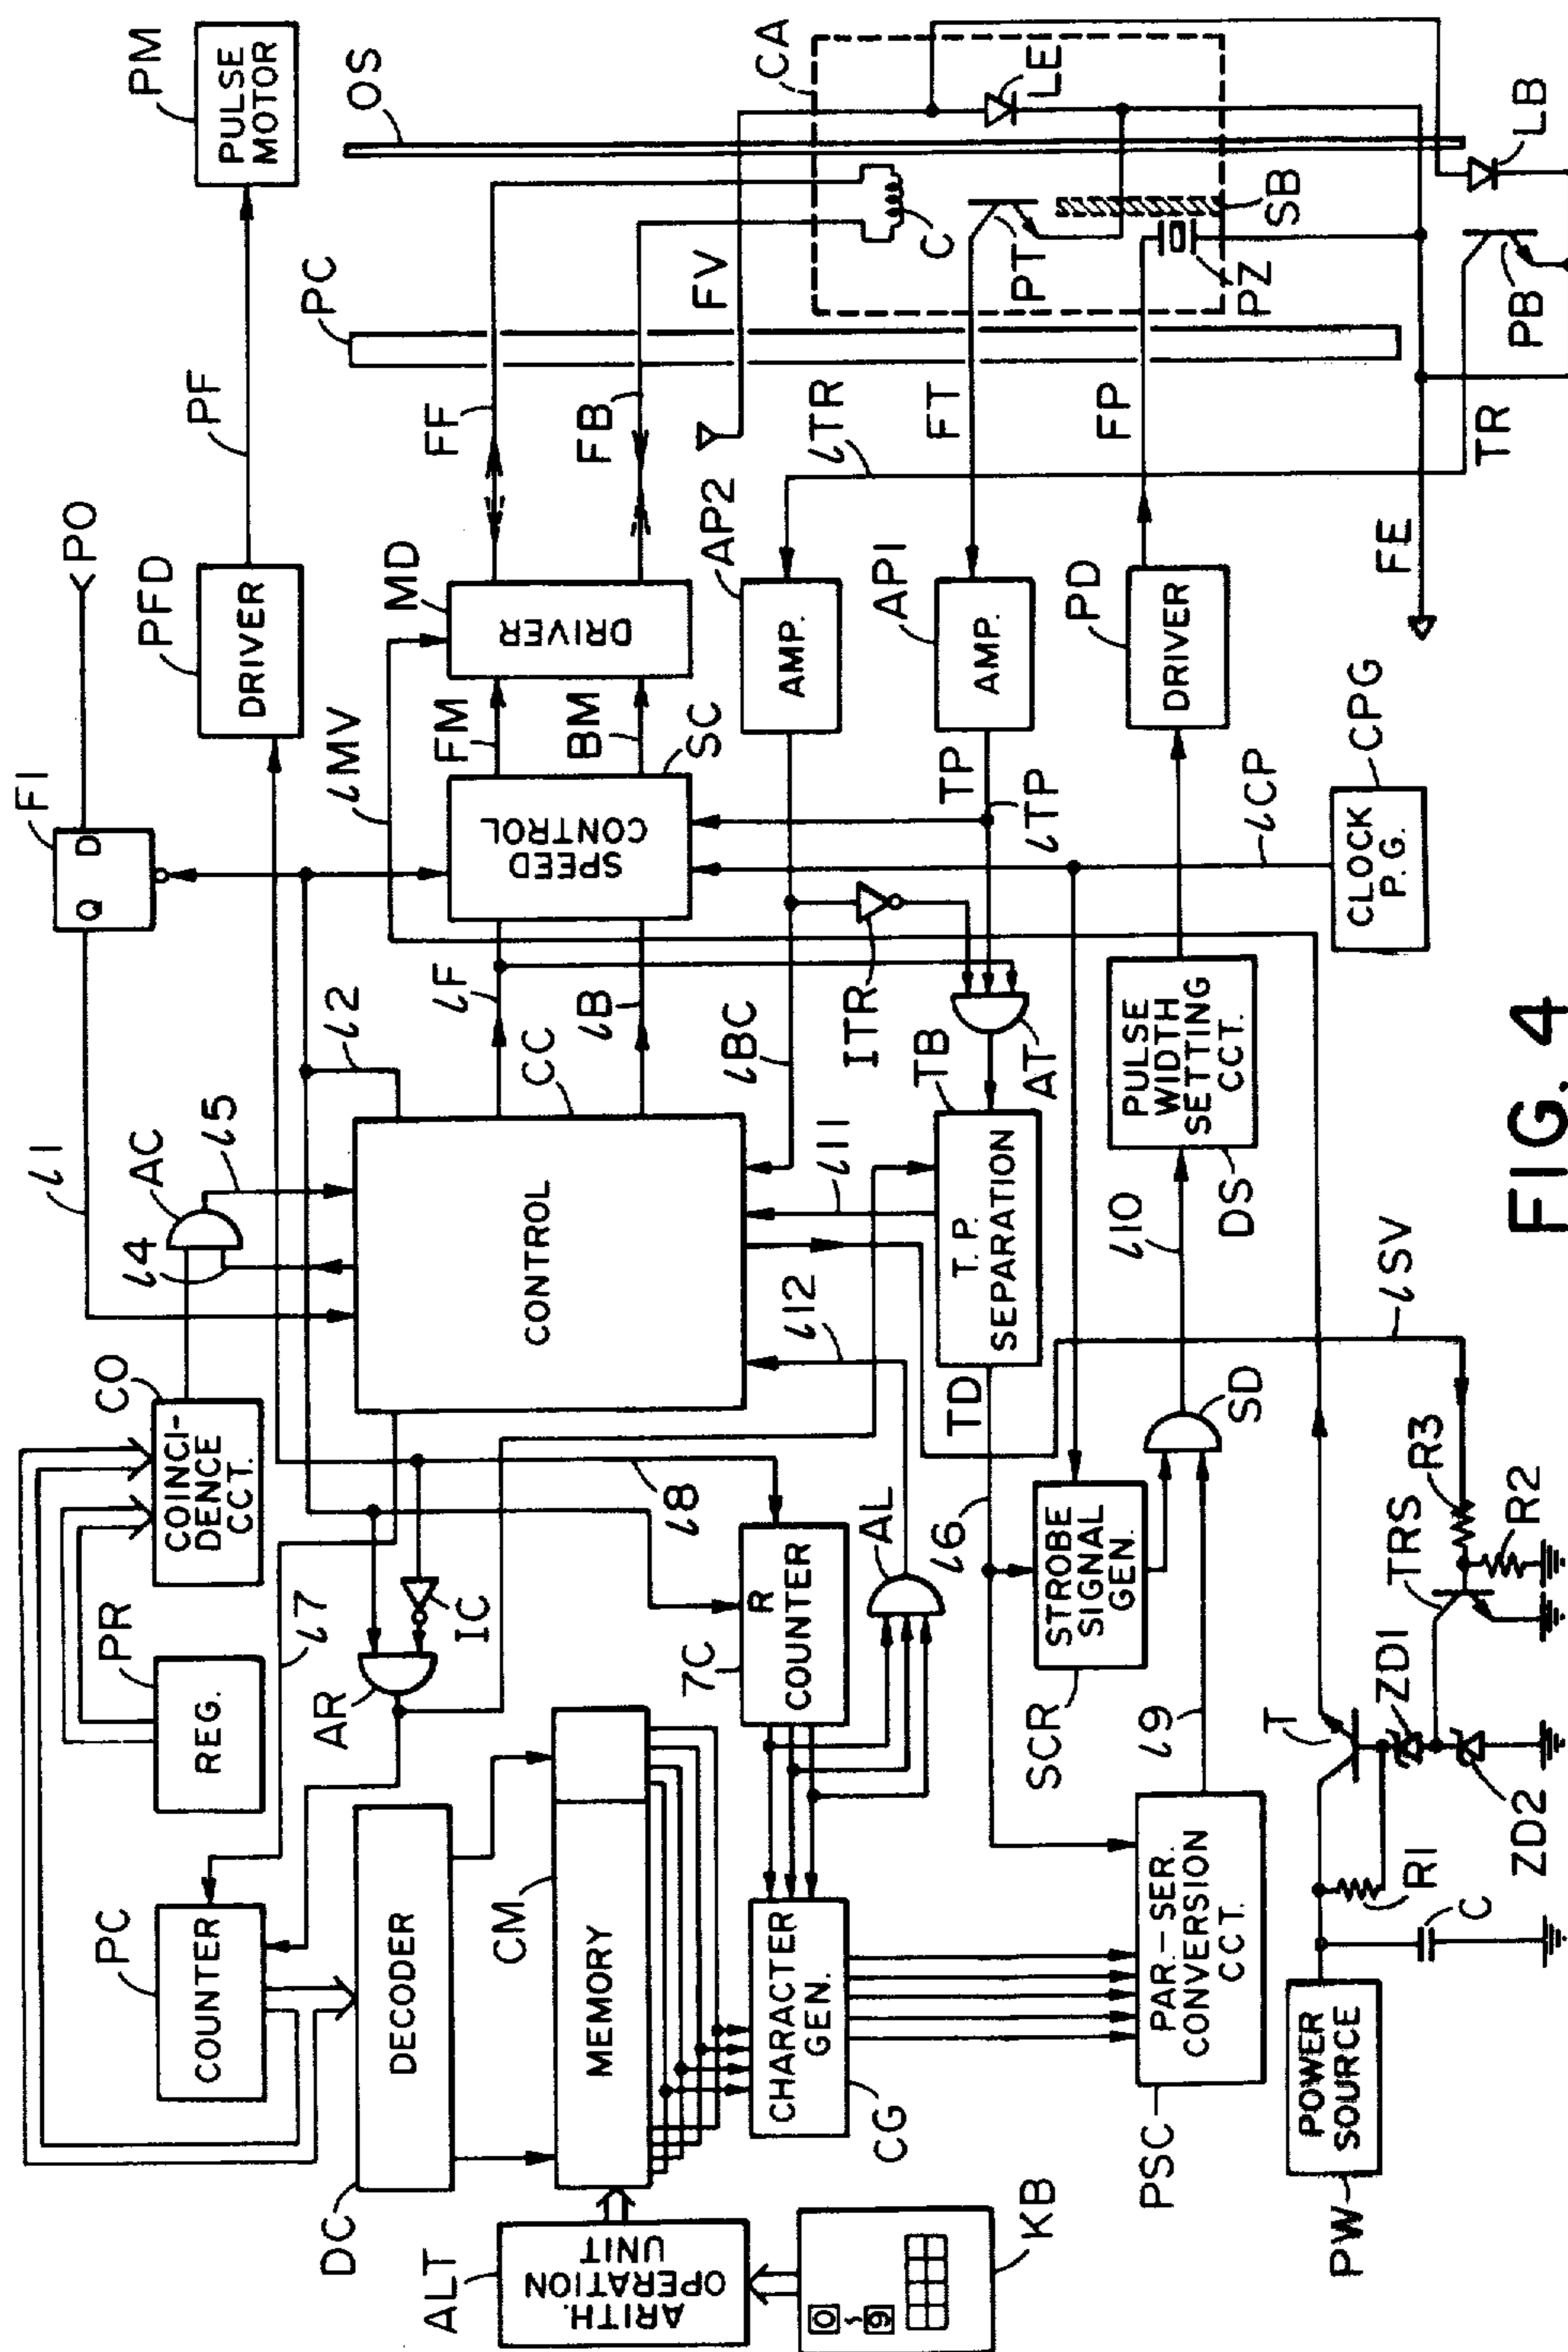 PM
PULSE
MOTOR
OS
CA
LE
LB
PC
C
PT
PZ
SB
PB
FV
PF
FF
FB
ℓTR
FT
FP
TR
FE
PO
PFD
DRIVER
MD
DRIVER
AP2
AMP.
AP1
AMP.
PD
DRIVER
F1
Q D
ℓMV
FM
BM
SC
SPEED
CONTROL
TP
ℓTP
ℓCP
CPG
CLOCK
P. G.
ℓ1
ℓ2
ℓF
ℓB
ℓBC
ITR
AT
TB
AC
ℓ5
ℓ4
CC
CONTROL
ℓ11
ℓ12
T. P.
SEPARATION
PULSE
WIDTH
SETTING
CCT.
DS
ℓ10
ℓSV
CO
COINCI-
DENCE
CCT.
PR
REG.
ℓ7
AR
IC
ℓ8
7C
R
COUNTER
AL
TD
ℓ6
STROBE
SIGNAL
GEN.
SCR
SD
ℓ9
R3
R2
TRS
T
ZD1
ZD2
R1
C
PC
COUNTER
DC
DECODER
CM
MEMORY
CHARACTER
GEN.
CG
PAR.-SER.
CONVERSION
CCT.
PSC
POWER
SOURCE
PW
ALT
ARITH.
OPERATION
UNIT
KB
0 ~ 9
FIG. 4